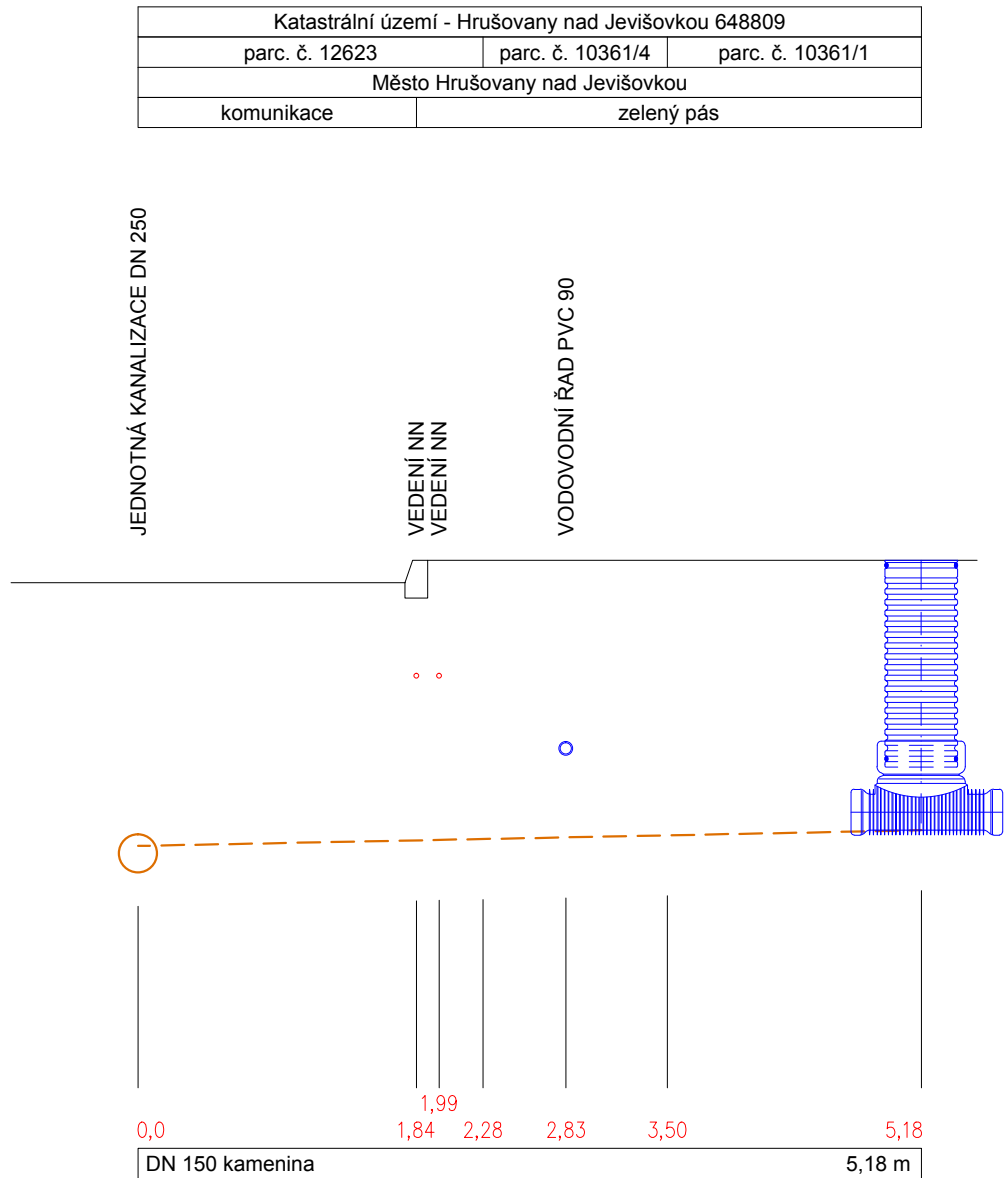 Katastrální území - Hrušovany nad Jevišovkou 648809
parc. č. 12623
parc. č. 10361/4
parc. č. 10361/1
Město Hrušovany nad Jevišovkou
komunikace
zelený pás
JEDNOTNÁ KANALIZACE DN 250
VEDENÍ NN
VEDENÍ NN
VODOVODNÍ ŘAD PVC 90
0,0
1,84
1,99
2,28
2,83
3,50
5,18
DN 150 kamenina
5,18 m